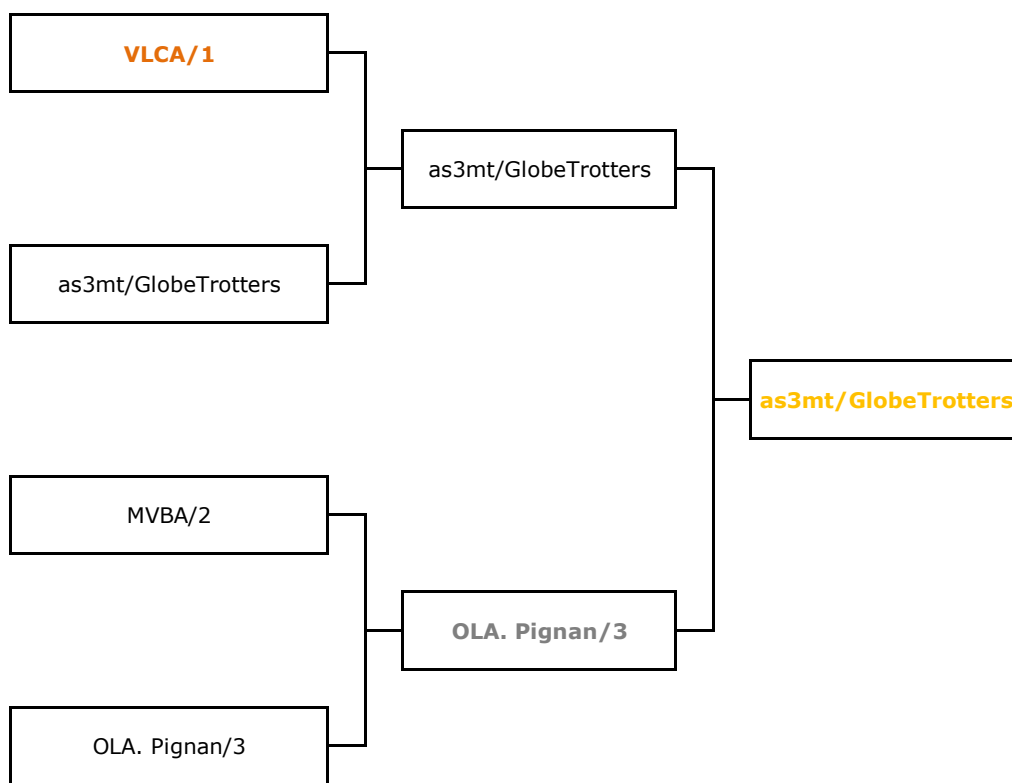 VLCA/1
as3mt/GlobeTrotters
as3mt/GlobeTrotters
as3mt/GlobeTrotters
MVBA/2
OLA. Pignan/3
OLA. Pignan/3